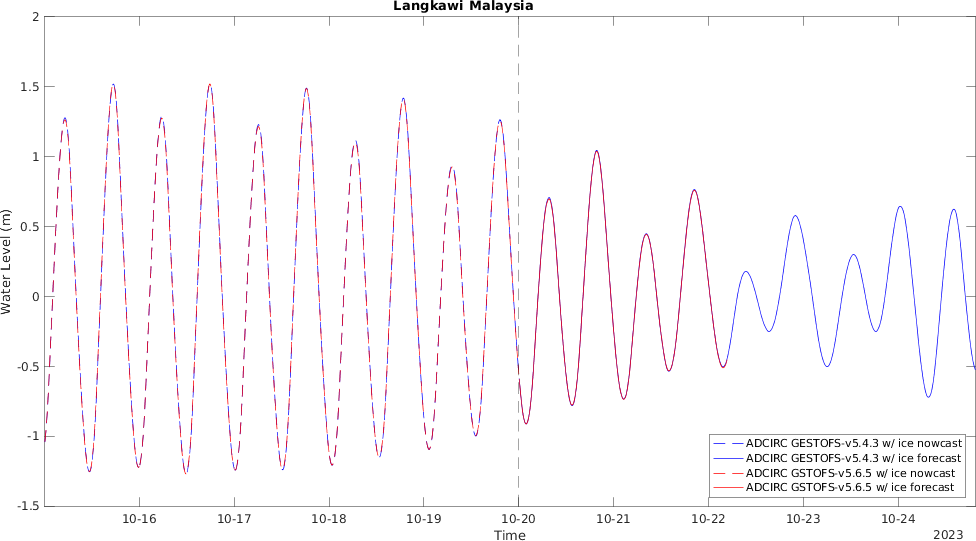 Langkawi Malaysia
2
1.5
1
0.5
0
-0.5
-1
-1.5
Water Level (m)
10-16 10-17 10-18 10-19 10-20 10-21 10-22 10-23 10-24
Time
2023
ADCIRC GESTOFS-v5.4.3 w/ ice nowcast
ADCIRC GESTOFS-v5.4.3 w/ ice forecast
ADCIRC GSTOFS-v5.6.5 w/ ice nowcast
ADCIRC GSTOFS-v5.6.5 w/ ice forecast